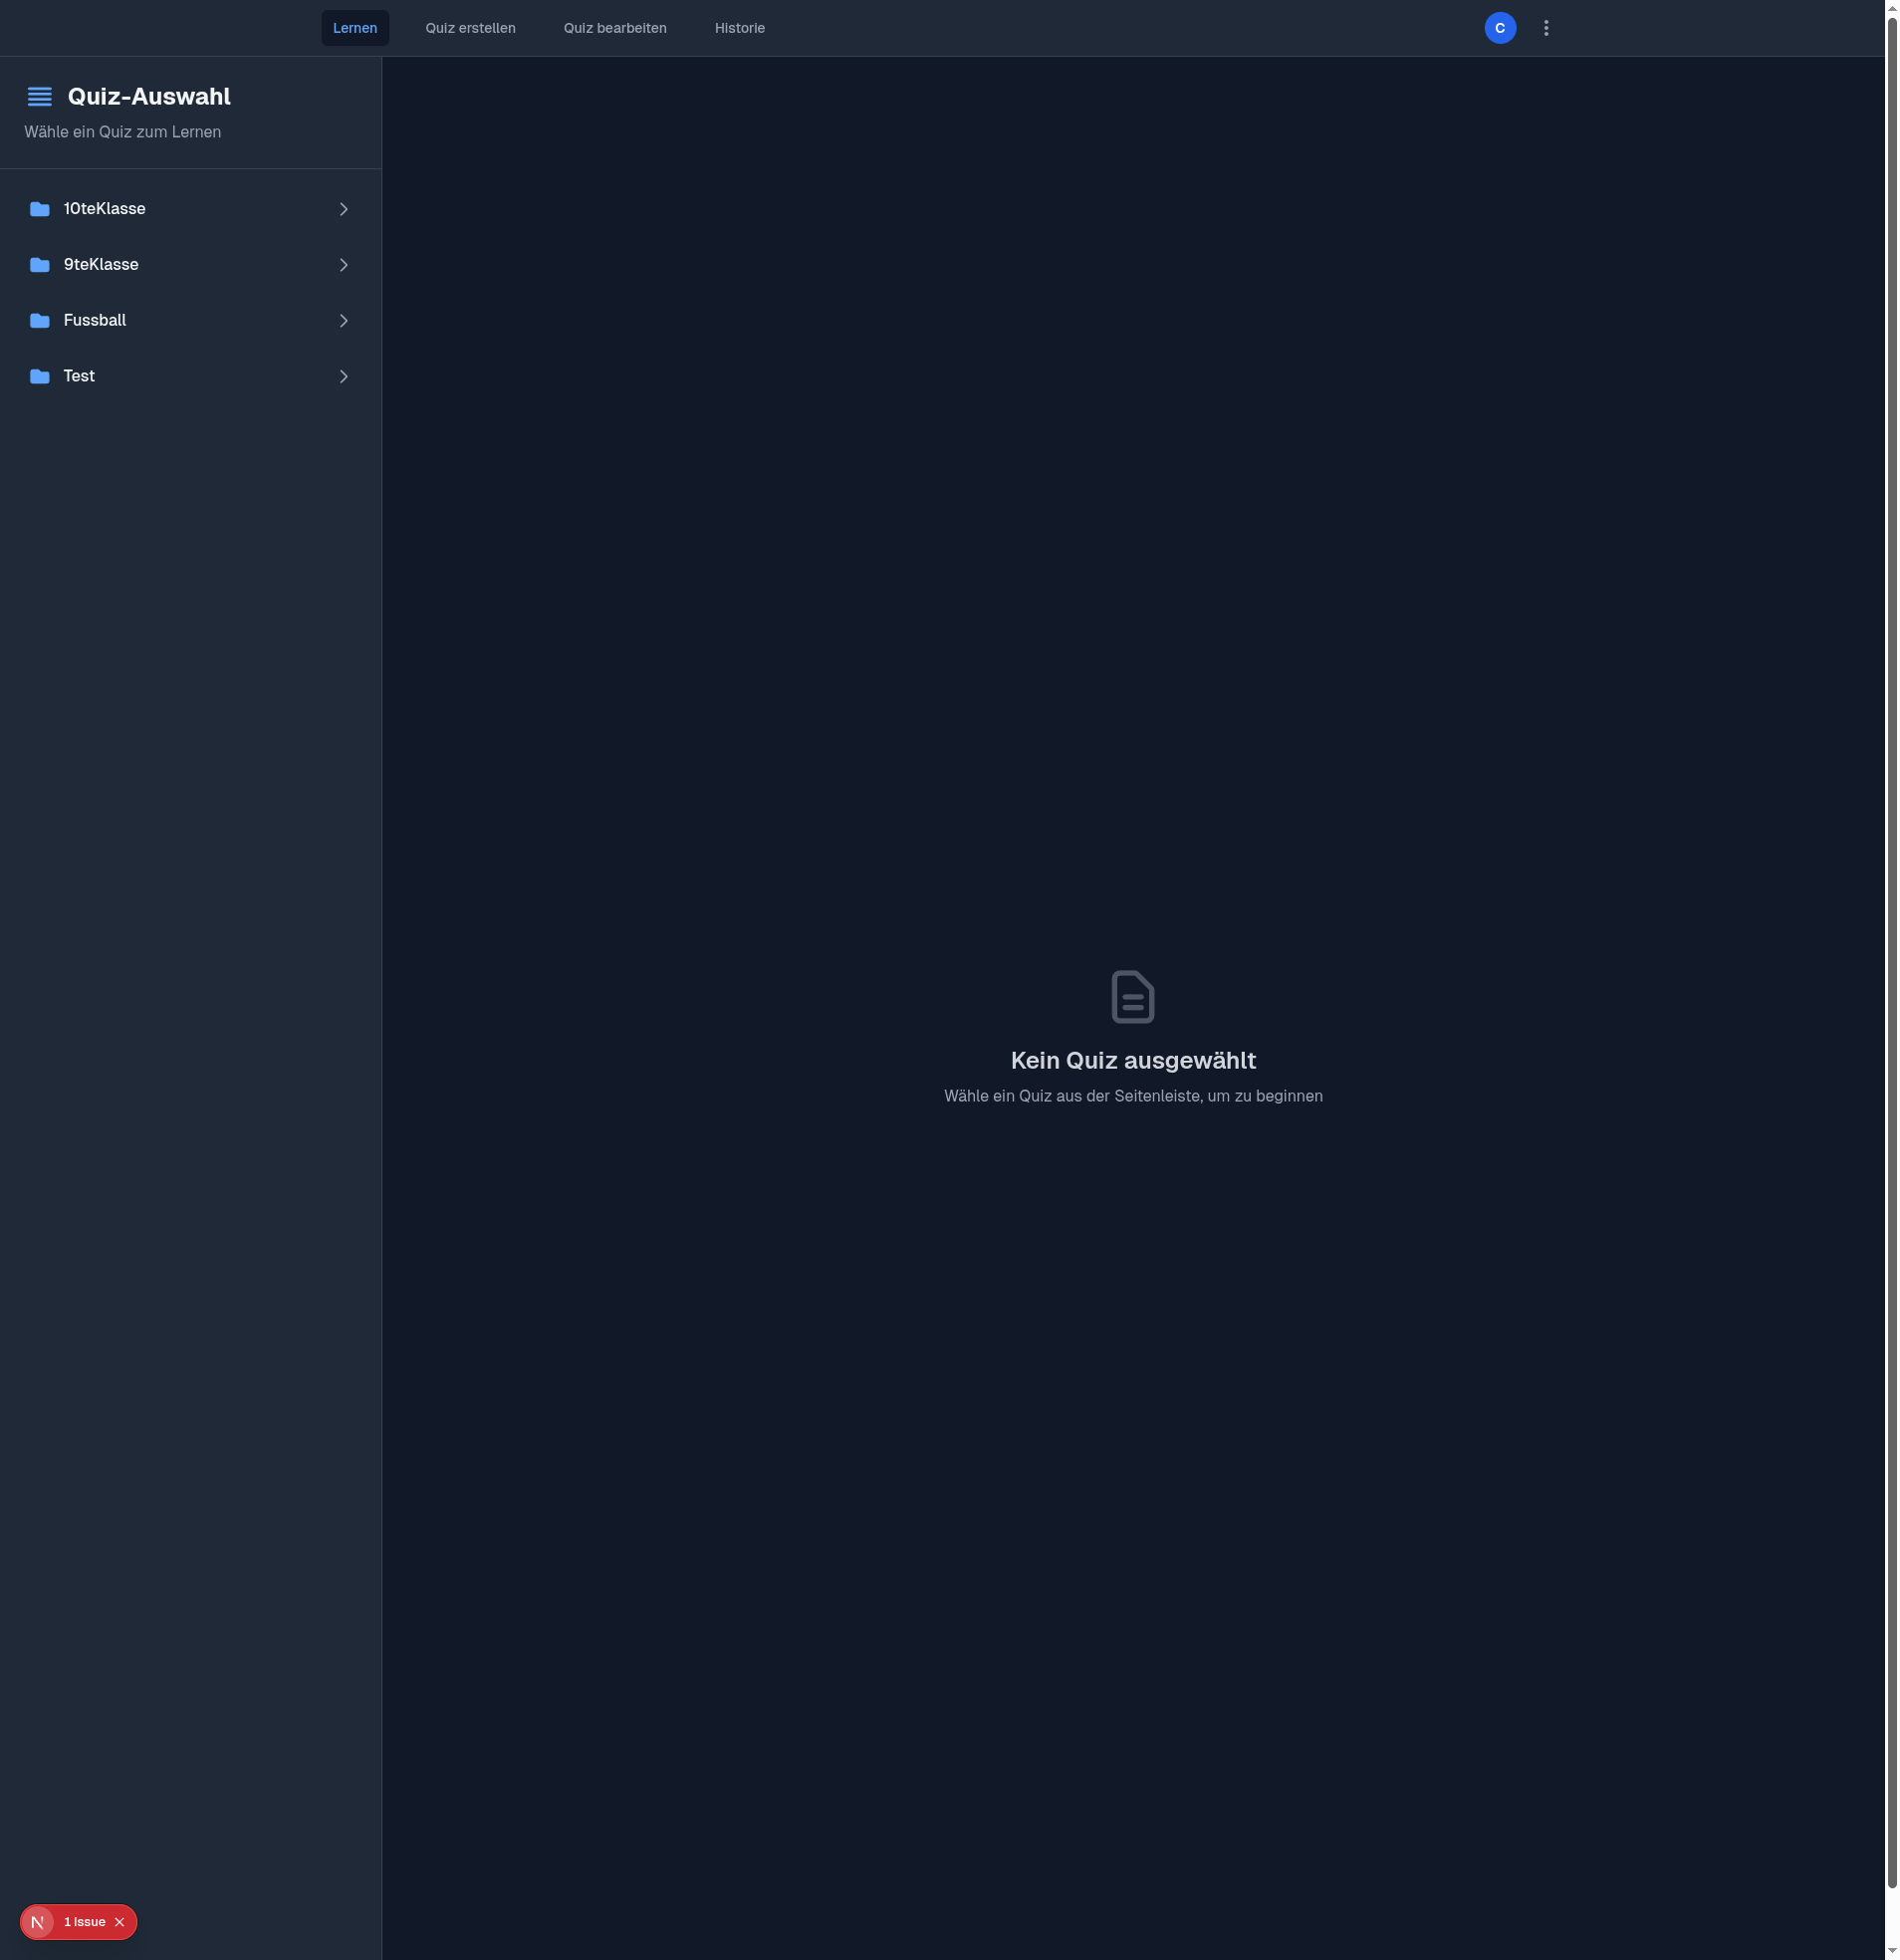 Lernen
Quiz erstellen
Quiz bearbeiten
Historie
C
Quiz-Auswahl
Wähle ein Quiz zum Lernen
10teKlasse
9teKlasse
Fussball
Test
Kein Quiz ausgewählt
Wähle ein Quiz aus der Seitenleiste, um zu beginnen
N
1 Issue